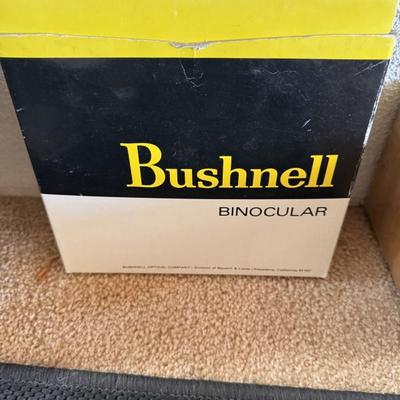 Bushnell
BINOCULAR
BUSHNELL OPTICAL COMPANY / Division of Bausch & Lomb / Pasadena, California 91107